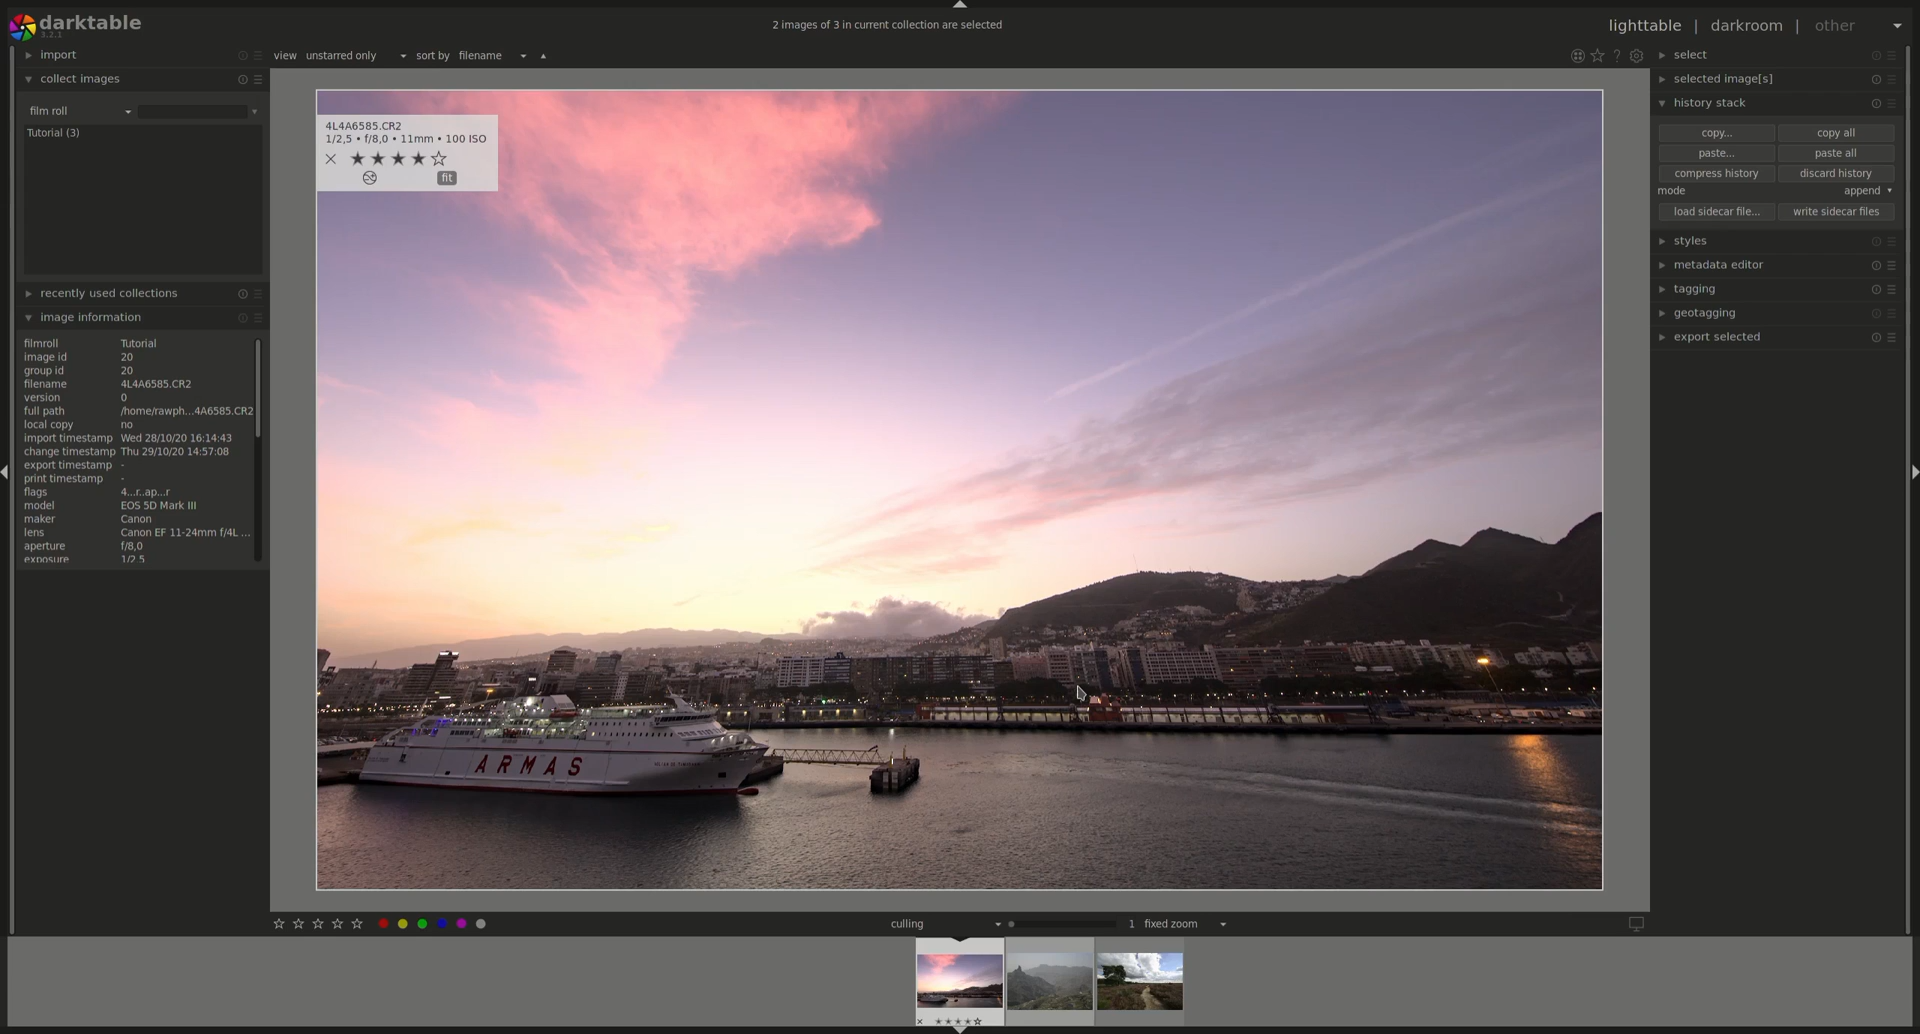 darktable
3.2.1
2 images of 3 in current collection are selected
lighttable | darkroom | other
import
collect images
film roll
Tutorial (3)
recently used collections
image information
filmroll Tutorial
image id 20
group id 20
filename 4L4A6585.CR2
version 0
full path /home/rawph...4A6585.CR2
local copy no
import timestamp Wed 28/10/20 16:14:43
change timestamp Thu 29/10/20 14:57:08
export timestamp -
print timestamp -
flags 4...r..ap...r
model EOS 5D Mark III
maker Canon
lens Canon EF 11-24mm f/4L ...
aperture f/8,0
exposure 1/2,5
view unstarred only sort by filename
4L4A6585.CR2
1/2,5 • f/8,0 • 11mm • 100 ISO
fit
ARMAS
culling 1 fixed zoom
select
selected image[s]
history stack
copy... copy all
paste... paste all
compress history discard history
mode append
load sidecar file... write sidecar files
styles
metadata editor
tagging
geotagging
export selected